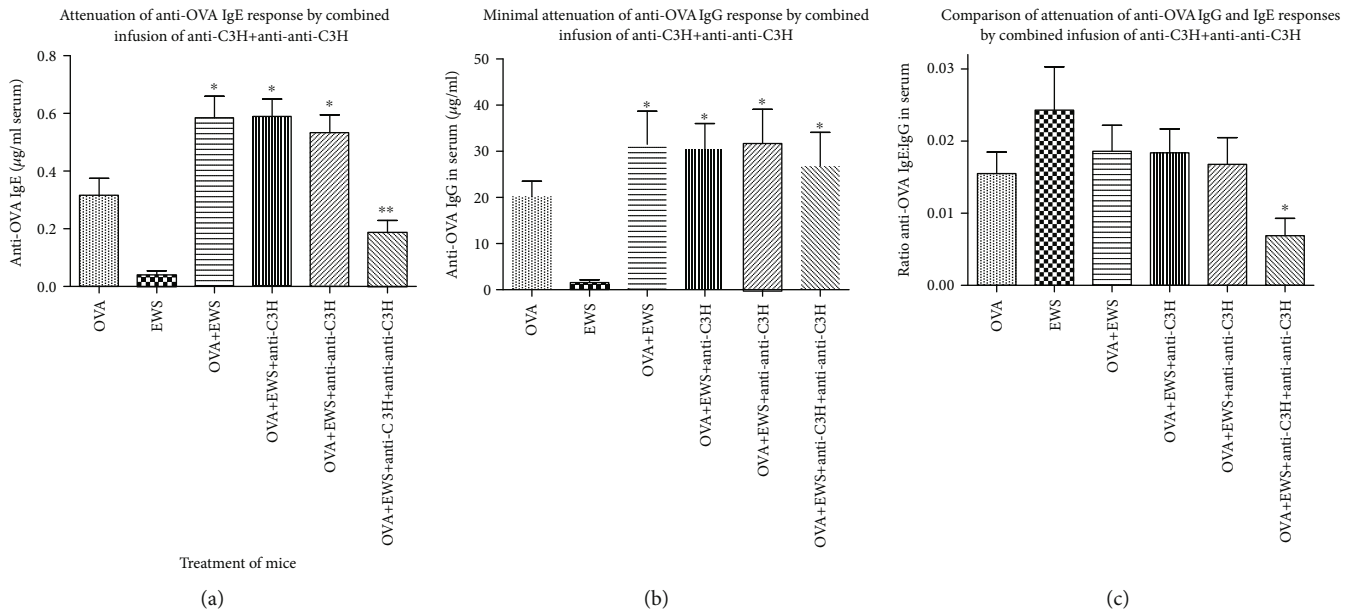 Attenuation of anti-OVA IgE response by combined
infusion of anti-C3H+anti-anti-C3H
Anti-OVA IgE (μg/ml serum)
0.8
0.6
0.4
0.2
0.0
*
*
*
**
OVA
EWS
OVA+EWS
OVA+EWS+anti-C3H
OVA+EWS+anti-anti-C3H
OVA+EWS+anti-C 3H+anti-anti-C3H
Treatment of mice
(a)
Minimal attenuation of anti-OVA IgG response by combined
infusion of anti-C3H+anti-anti-C3H
Anti-OVA IgG in serum (μg/ml)
50
40
30
20
10
0
*
*
*
*
OVA
EWS
OVA+EWS
OVA+EWS+anti-C3H
OVA+EWS+anti-anti-C3H
OVA+EWS+anti-C3H+anti-anti-C3H
(b)
Comparison of attenuation of anti-OVA IgG and IgE responses
by combined infusion of anti-C3H+anti-anti-C3H
Ratio anti-OVA IgE:IgG in serum
0.03
0.02
0.01
0.00
*
OVA
EWS
OVA+EWS
OVA+EWS+anti-C3H
OVA+EWS+anti-anti-C3H
OVA+EWS+anti-C3H+anti-anti-C3H
(c)